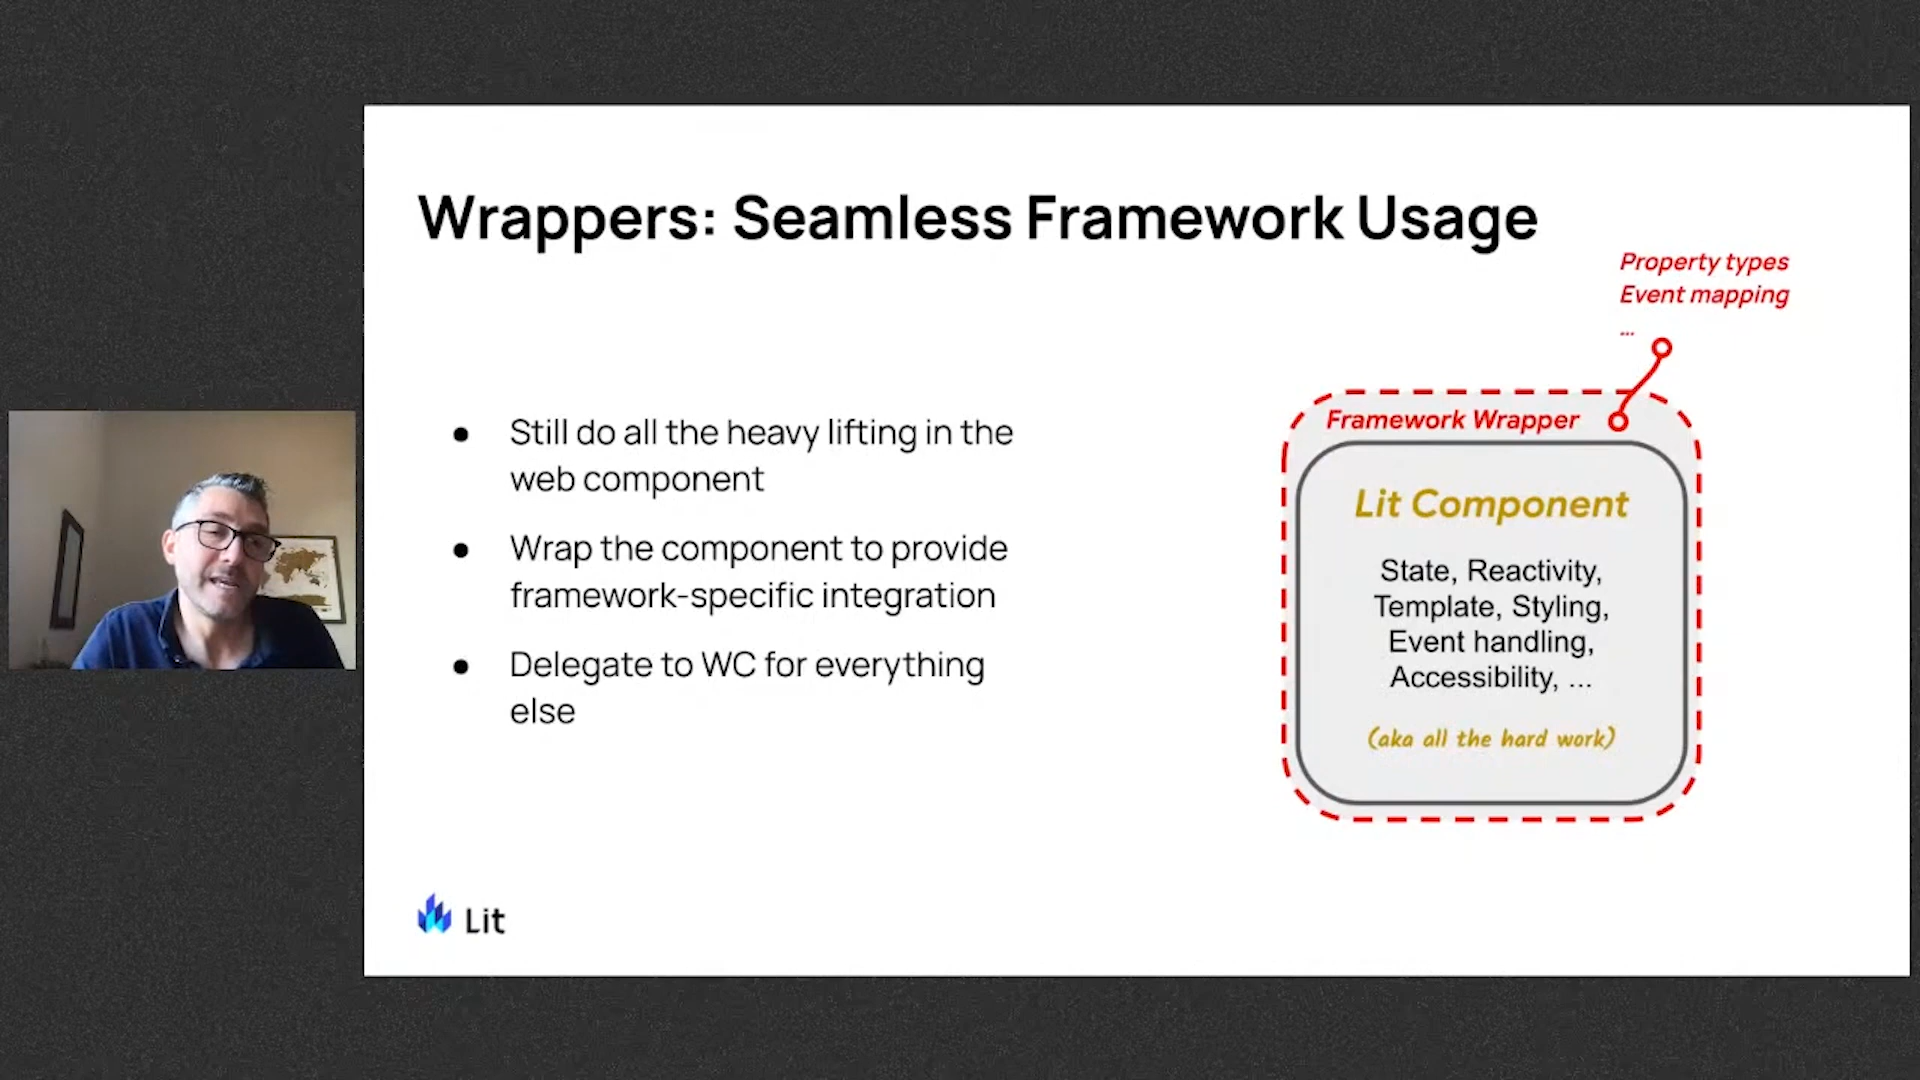 Wrappers: Seamless Framework Usage
Property types
Event mapping
...
● Still do all the heavy lifting in the
web component
● Wrap the component to provide
framework-specific integration
● Delegate to WC for everything
else
Framework Wrapper
Lit Component
State, Reactivity,
Template, Styling,
Event handling,
Accessibility, ...
(aka all the hard work)
Lit